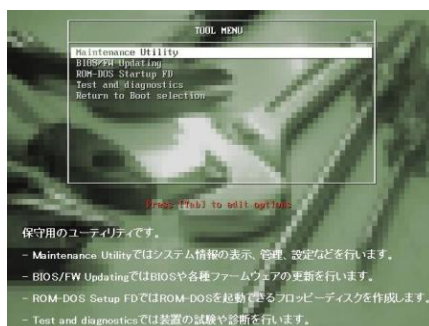 TOOL MENU
Maintenance Utility
BIOS/FW Updating
ROM-DOS Startup FD
Test and diagnostics
Return to Boot selection
Press [Tab] to edit options
保守用のユーティリティです。
- Maintenance Utilityではシステム情報の表示、管理、設定などを行います。
- BIOS/FW UpdatingではBIOSや各種ファームウェアの更新を行います。
- ROM-DOS Setup FDではROM-DOSを起動できるフロッピーディスクを作成します。
- Test and diagnosticsでは装置の試験や診断を行います。